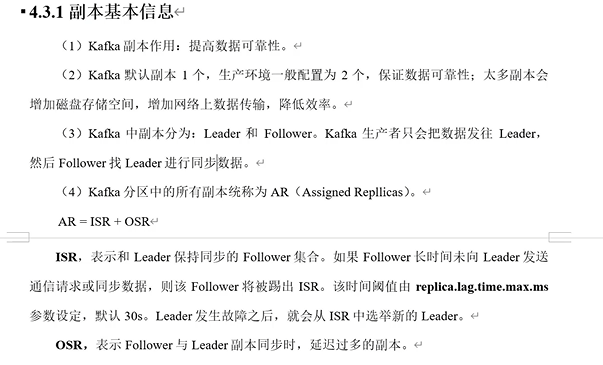 4.3.1 副本基本信息
（1）Kafka 副本作用：提高数据可靠性。
（2）Kafka 默认副本 1 个，生产环境一般配置为 2 个，保证数据可靠性；太多副本会
增加磁盘存储空间，增加网络上数据传输，降低效率。
（3）Kafka 中副本分为：Leader 和 Follower。Kafka 生产者只会把数据发往 Leader，
然后 Follower 找 Leader 进行同步数据。
（4）Kafka 分区中的所有副本统称为 AR（Assigned Repllicas）。
AR = ISR + OSR
ISR，表示和 Leader 保持同步的 Follower 集合。如果 Follower 长时间未向 Leader 发送
通信请求或同步数据，则该 Follower 将被踢出 ISR。该时间阈值由 replica.lag.time.max.ms
参数设定，默认 30s。Leader 发生故障之后，就会从 ISR 中选举新的 Leader。
OSR，表示 Follower 与 Leader 副本同步时，延迟过多的副本。